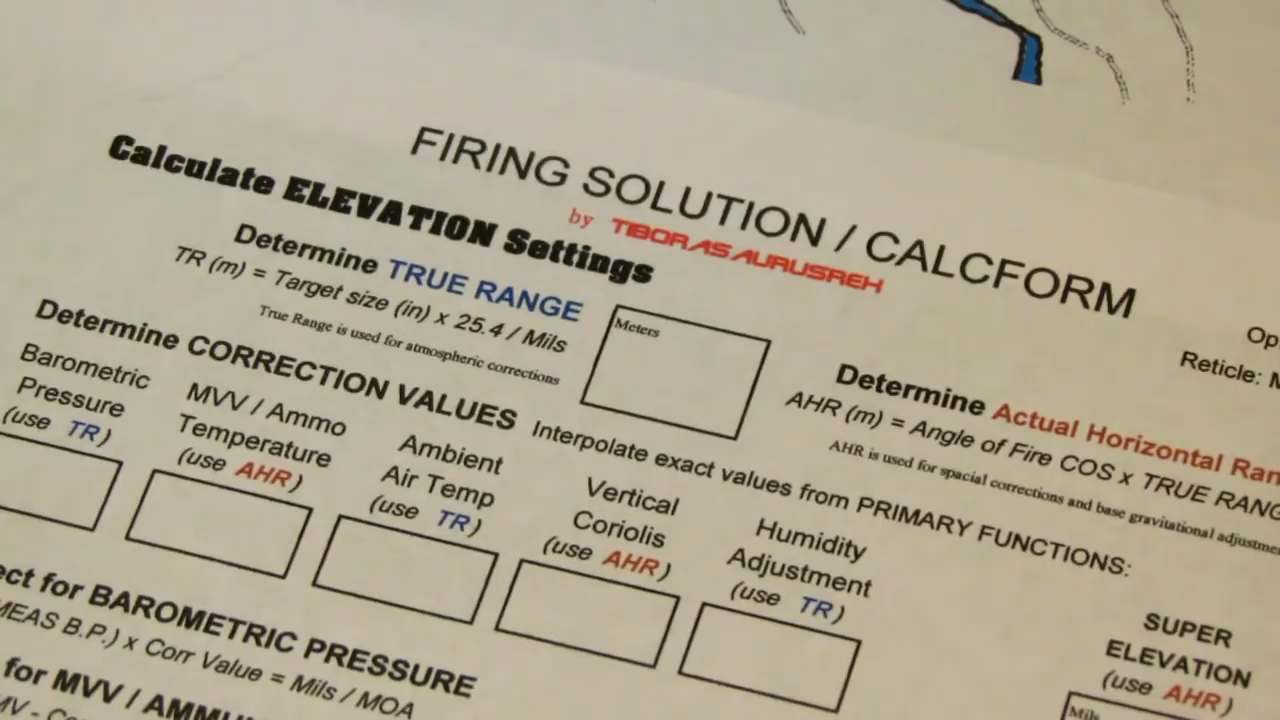 FIRING SOLUTION / CALCFORM
by TIBORASAURUSREH
Calculate ELEVATION Settings
Determine TRUE RANGE
TR (m) = Target size (in) x 25.4 / Mils
True Range is used for atmospheric corrections
Meters
Op
Reticle: M
Determine Actual Horizontal Ran
AHR (m) = Angle of Fire COS x TRUE RANG
AHR is used for spacial corrections and base gravitational adjustme
Determine CORRECTION VALUES Interpolate exact values from PRIMARY FUNCTIONS:
Barometric
Pressure
(use TR)
MVV / Ammo
Temperature
(use AHR)
Ambient
Air Temp
(use TR)
Vertical
Coriolis
(use AHR)
Humidity
Adjustment
(use TR)
SUPER
ELEVATION
(use AHR)
Mils
ect for BAROMETRIC PRESSURE
MEAS B.P.) x Corr Value = Mils / MOA
for MVV / AMMU
MV - Co